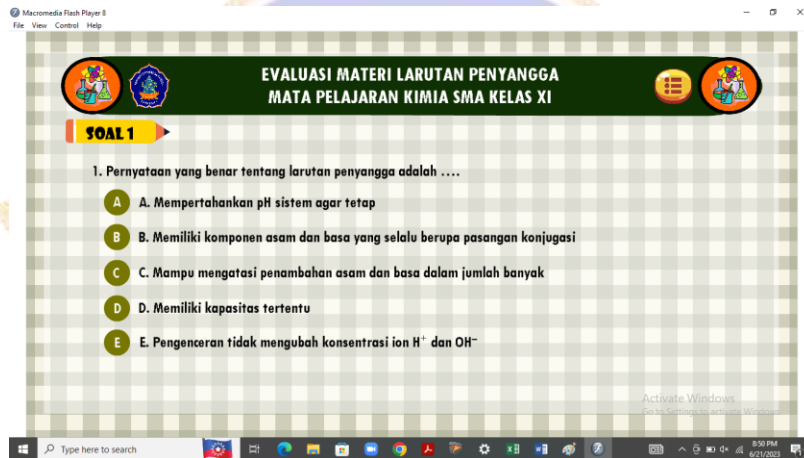 Macromedia Flash Player 8
File View Control Help
EVALUASI MATERI LARUTAN PENYANGGA
MATA PELAJARAN KIMIA SMA KELAS XI
SOAL 1
1. Pernyataan yang benar tentang larutan penyangga adalah ....
A A. Mempertahankan pH sistem agar tetap
B B. Memiliki komponen asam dan basa yang selalu berupa pasangan konjugasi
C C. Mampu mengatasi penambahan asam dan basa dalam jumlah banyak
D D. Memiliki kapasitas tertentu
E E. Pengenceran tidak mengubah konsentrasi ion H⁺ dan OH⁻
Activate Windows
Go to Settings to activate Windows.
Type here to search
8:50 PM
6/21/2023